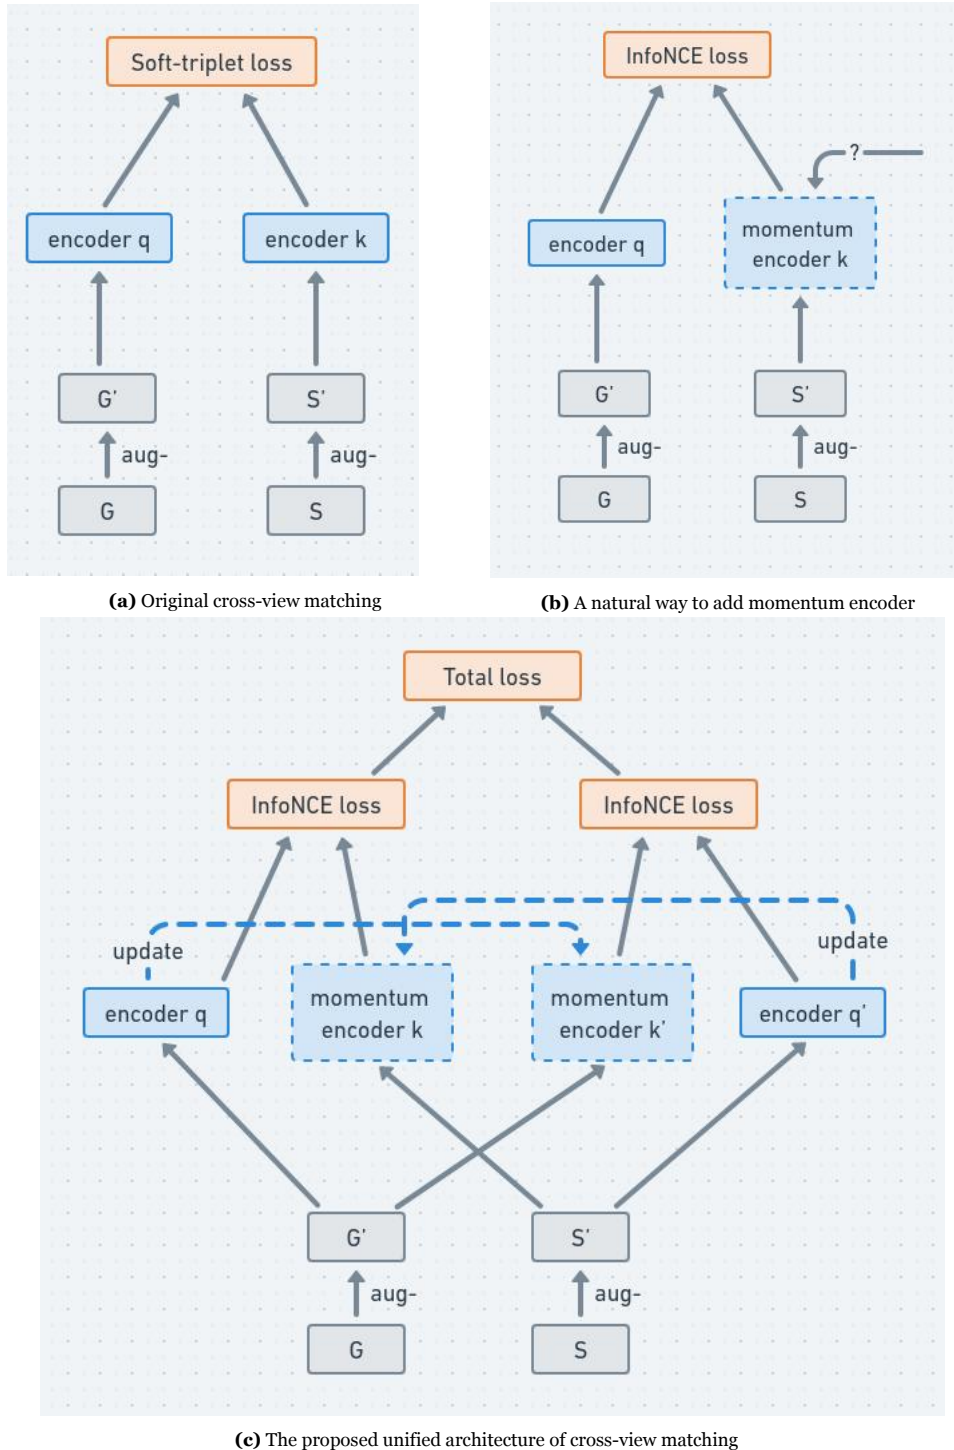 Soft-triplet loss
encoder q
encoder k
G'
S'
aug-
aug-
G
S
(a) Original cross-view matching
InfoNCE loss
?
encoder q
momentum
encoder k
G'
S'
aug-
aug-
G
S
(b) A natural way to add momentum encoder
Total loss
InfoNCE loss
InfoNCE loss
update
update
encoder q
momentum
encoder k
momentum
encoder k'
encoder q'
G'
S'
aug-
aug-
G
S
(c) The proposed unified architecture of cross-view matching